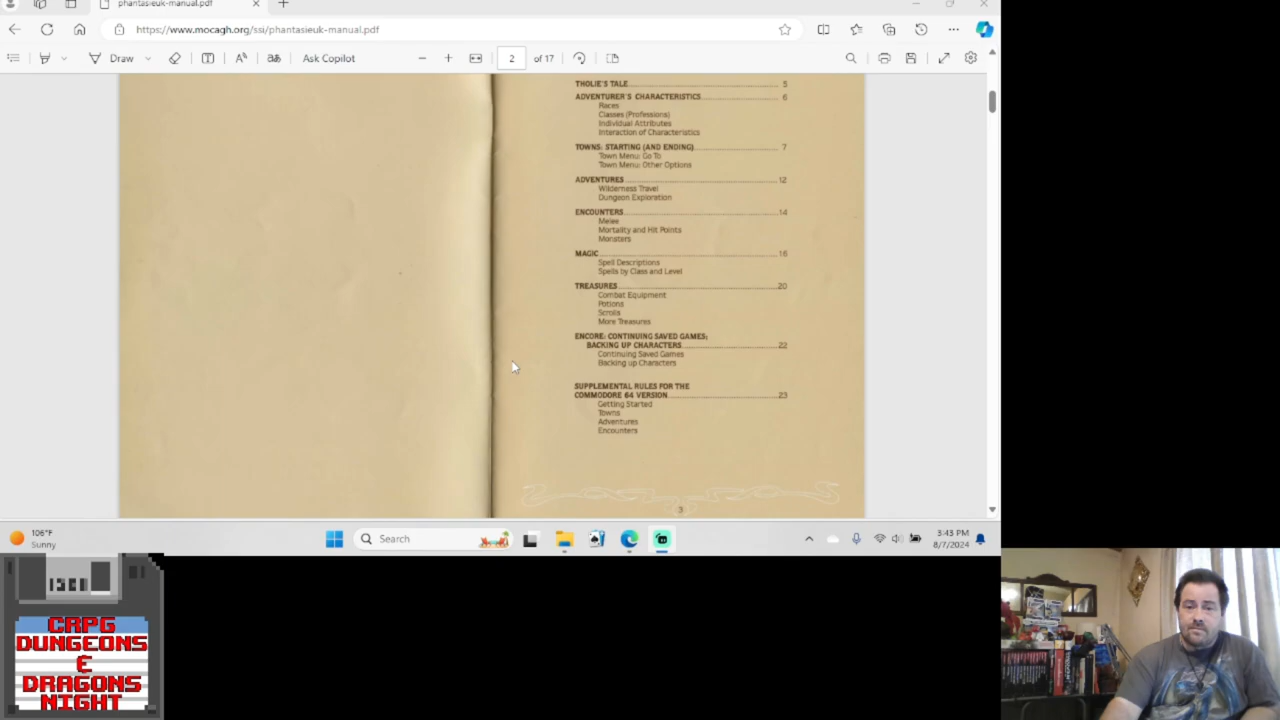 phantasieuk-manual.pdf
https://www.mocagh.org/ssi/phantasieuk-manual.pdf
Draw
Ask Copilot
2
of 17
THOLIE'S TALE 5
ADVENTURER'S CHARACTERISTICS 6
Races
Classes (Professions)
Individual Attributes
Interaction of Characteristics
TOWNS: STARTING (AND ENDING) 7
Town Menu: Go To
Town Menu: Other Options
ADVENTURES 12
Wilderness Travel
Dungeon Exploration
ENCOUNTERS 14
Melee
Mortality and Hit Points
Monsters
MAGIC 16
Spell Descriptions
Spells by Class and Level
TREASURES 20
Combat Equipment
Potions
Scrolls
More Treasures
ENCORE: CONTINUING SAVED GAMES;
BACKING UP CHARACTERS 22
Continuing Saved Games
Backing up Characters
SUPPLEMENTAL RULES FOR THE
COMMODORE 64 VERSION 23
Getting Started
Towns
Adventures
Encounters
3
106°F
Sunny
Search
3:43 PM
8/7/2024
CRPG
DUNGEONS
&
DRAGONS
NIGHT